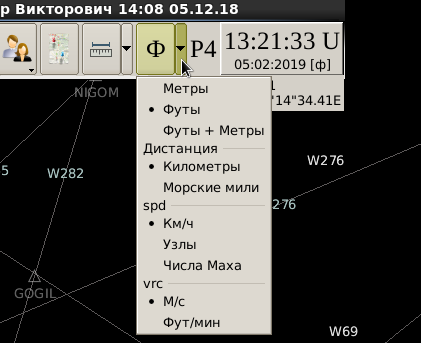 р Викторович 14:08 05.12.18
Ф
P4
13:21:33 U
05:02:2019 [ф]
1
°14"34.41E
NIGOM
Метры
Футы
Футы + Метры
Дистанция
Километры
Морские мили
spd
Км/ч
Узлы
Числа Маха
vrc
М/с
Фут/мин
5
W282
W276
276
GOGIL
W69